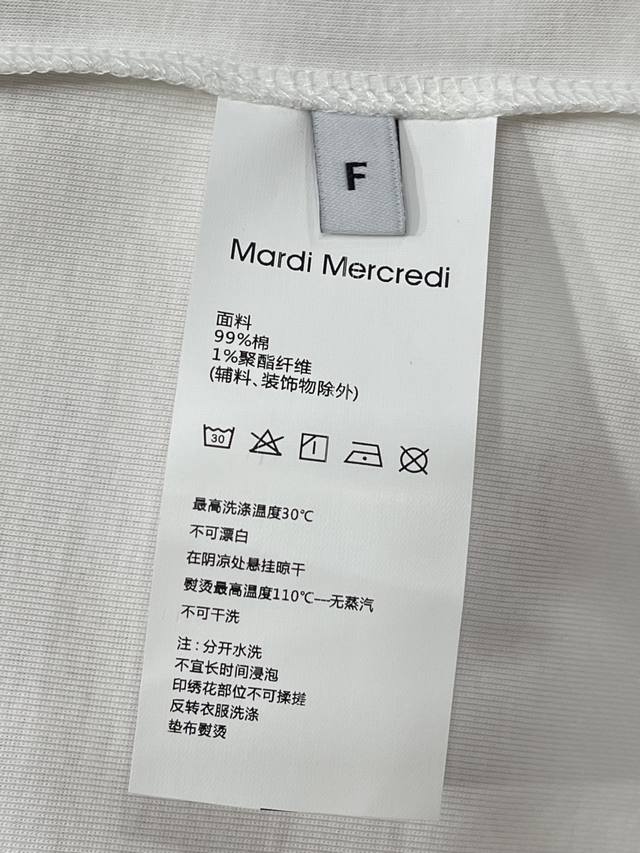 F
Mardi Mercredi
面料
99%棉
1%聚酯纤维
(辅料、装饰物除外)
30
最高洗涤温度30℃
不可漂白
在阴凉处悬挂晾干
熨烫最高温度110℃---无蒸汽
不可干洗
注:分开水洗
不宜长时间浸泡
印绣花部位不可揉搓
反转衣服洗涤
垫布熨烫